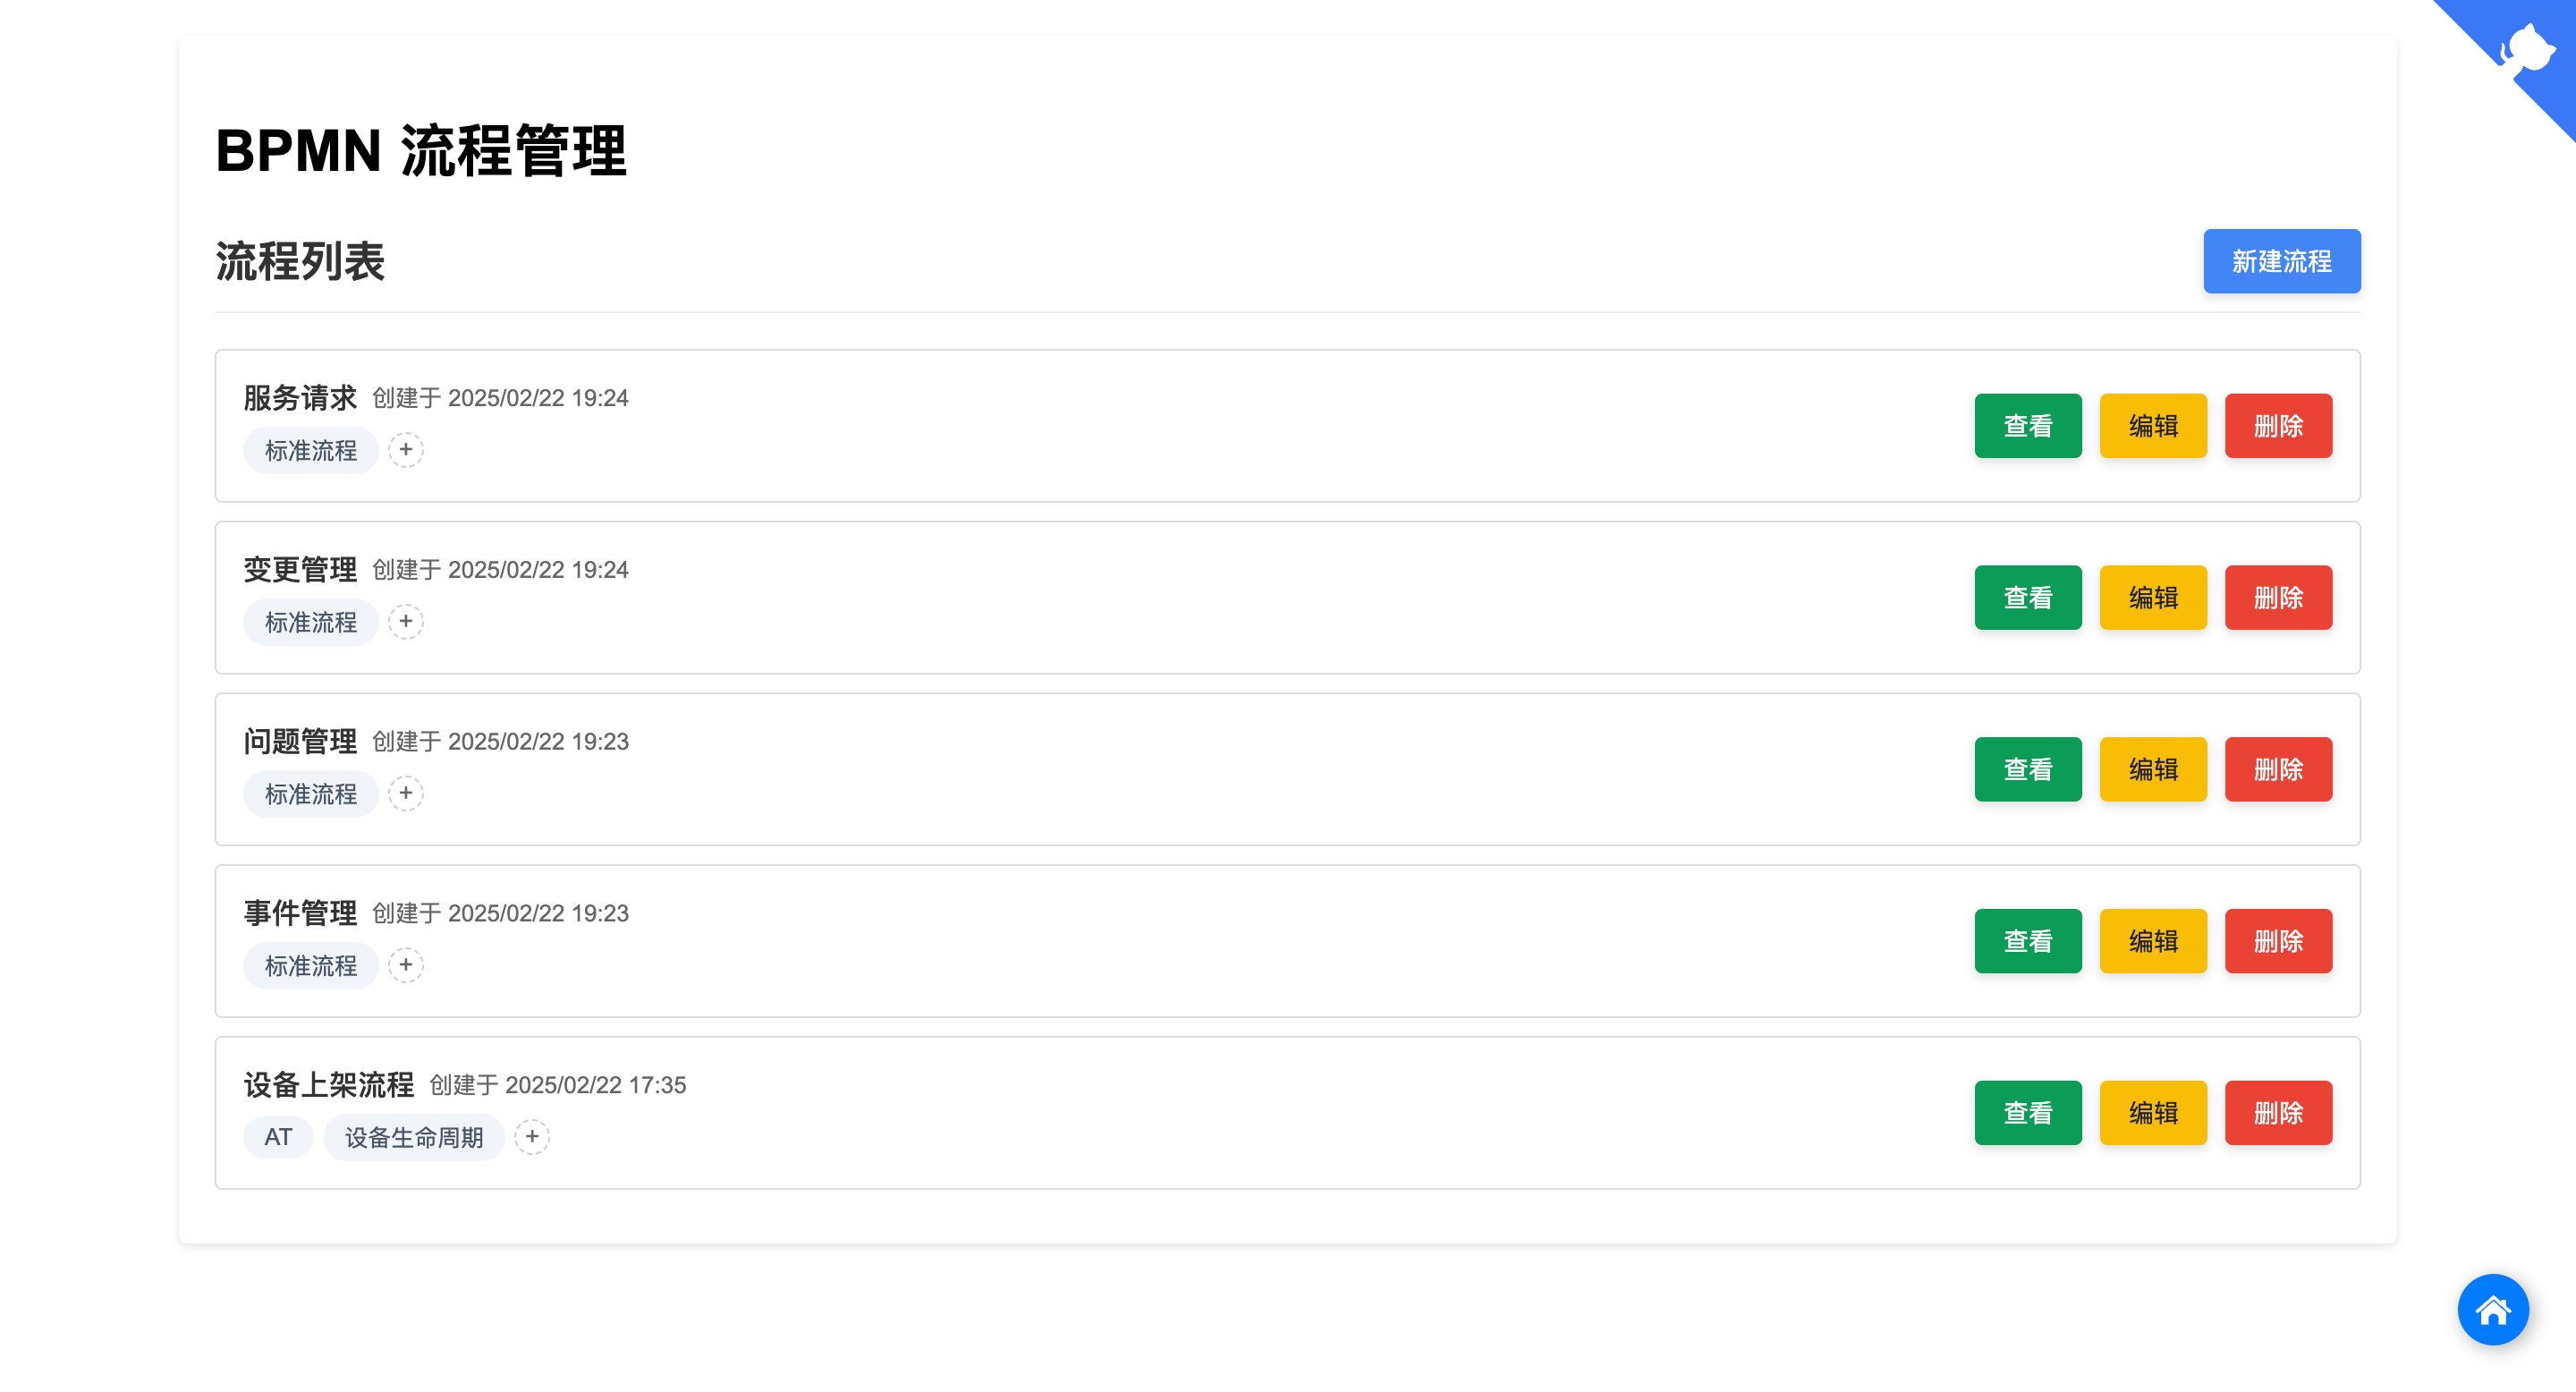 BPMN 流程管理
流程列表
新建流程
服务请求 创建于 2025/02/22 19:24
标准流程 +
查看 编辑 删除
变更管理 创建于 2025/02/22 19:24
标准流程 +
查看 编辑 删除
问题管理 创建于 2025/02/22 19:23
标准流程 +
查看 编辑 删除
事件管理 创建于 2025/02/22 19:23
标准流程 +
查看 编辑 删除
设备上架流程 创建于 2025/02/22 17:35
AT 设备生命周期 +
查看 编辑 删除